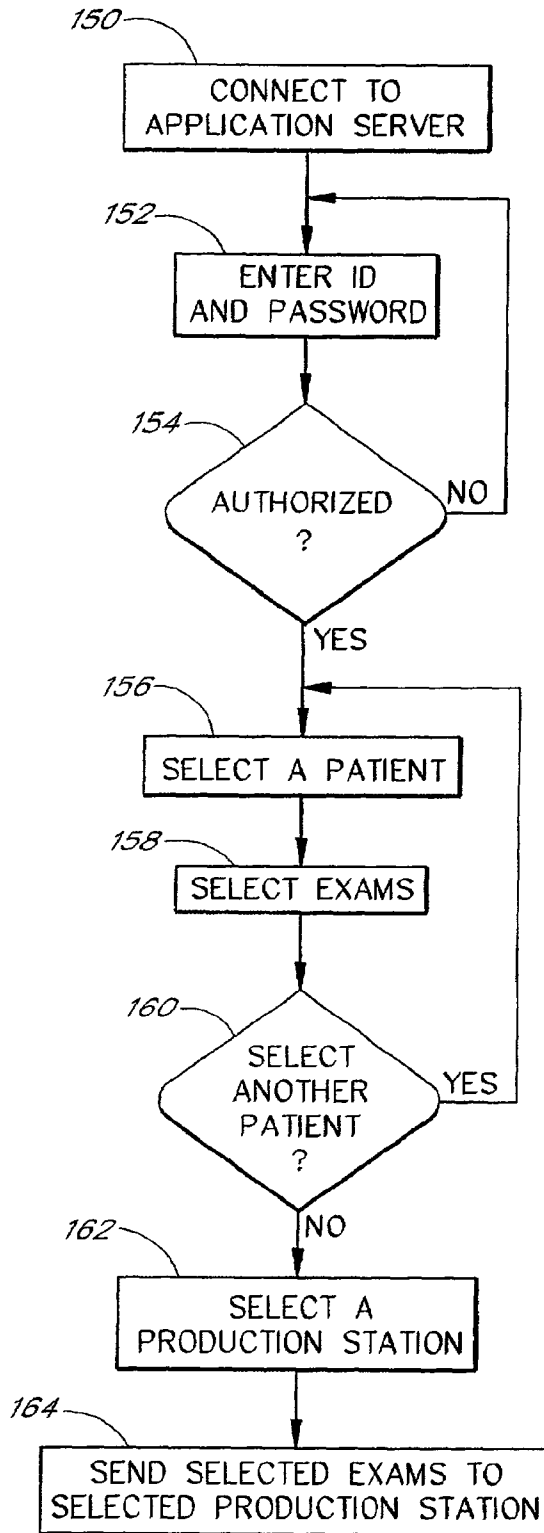 150
CONNECT TO
APPLICATION SERVER
152
ENTER ID
AND PASSWORD
154
AUTHORIZED
?
NO
YES
156
SELECT A PATIENT
158
SELECT EXAMS
160
SELECT
ANOTHER
PATIENT
?
YES
NO
162
SELECT A
PRODUCTION STATION
164
SEND SELECTED EXAMS TO
SELECTED PRODUCTION STATION